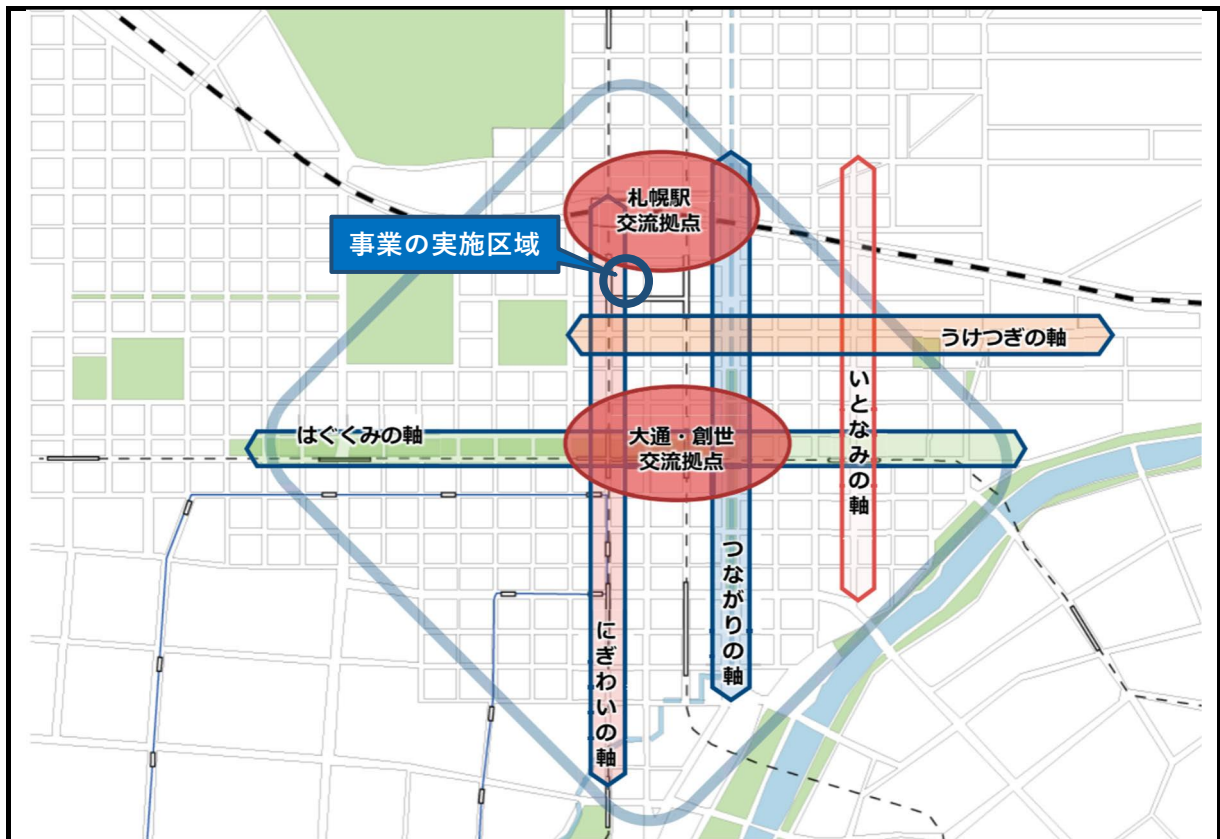 札幌駅
交流拠点
事業の実施区域
うけつぎの軸
いとなみの軸
はぐくみの軸
大通・創世
交流拠点
つながりの軸
にぎわいの軸